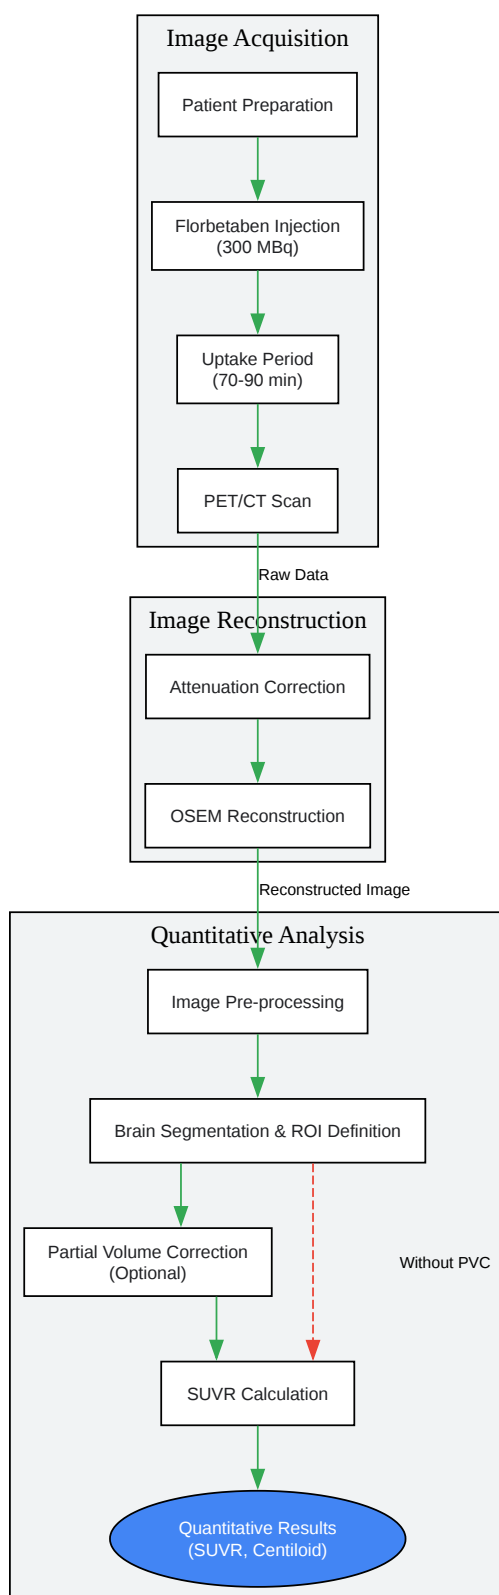 Image Acquisition
Patient Preparation
Florbetaben Injection
(300 MBq)
Uptake Period
(70-90 min)
PET/CT Scan
Raw Data
Image Reconstruction
Attenuation Correction
OSEM Reconstruction
Reconstructed Image
Quantitative Analysis
Image Pre-processing
Brain Segmentation & ROI Definition
Partial Volume Correction
(Optional)
Without PVC
SUVR Calculation
Quantitative Results
(SUVR, Centiloid)